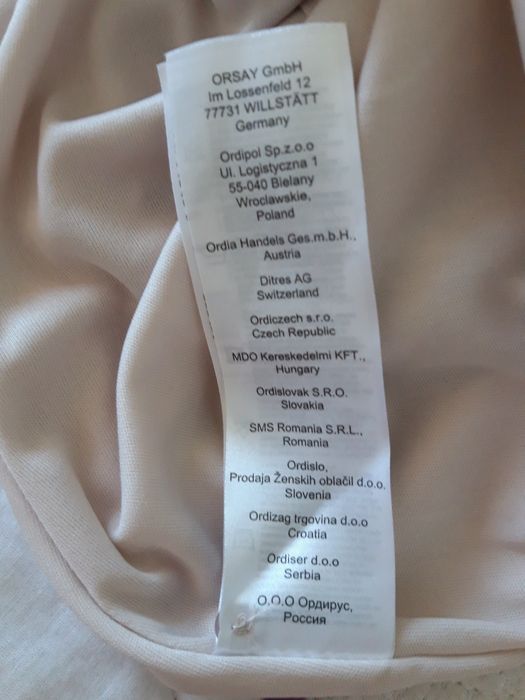 ORSAY GmbH
Im Lossenfeld 12
77731 WILLSTÄTT
Germany
Ordipol Sp.z.o.o
Ul. Logistyczna 1
55-040 Bielany
Wroclawskie,
Poland
Ordia Handels Ges.m.b.H.,
Austria
Ditres AG
Switzerland
Ordiczech s.r.o.
Czech Republic
MDO Kereskedelmi KFT.,
Hungary
Ordislovak S.R.O.
Slovakia
SMS Romania S.R.L.,
Romania
Ordislo,
Prodaja Ženskih oblačil d.o.o.
Slovenia
Ordizag trgovina d.o.o
Croatia
Ordiser d.o.o
Serbia
О.О.О Ордирус,
Россия